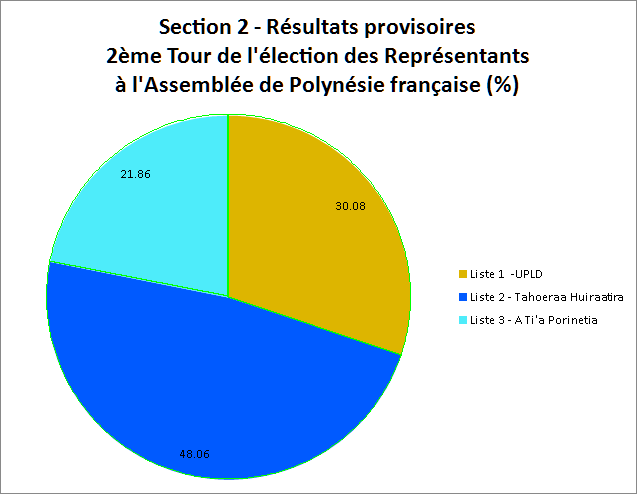 Section 2 - Résultats provisoires
2ème Tour de l'élection des Représentants
à l'Assemblée de Polynésie française (%)
21.86
30.08
Liste 1 -UPLD
Liste 2 - Tahoeraa Huiraatira
Liste 3 - A Ti'a Porinetia
48.06